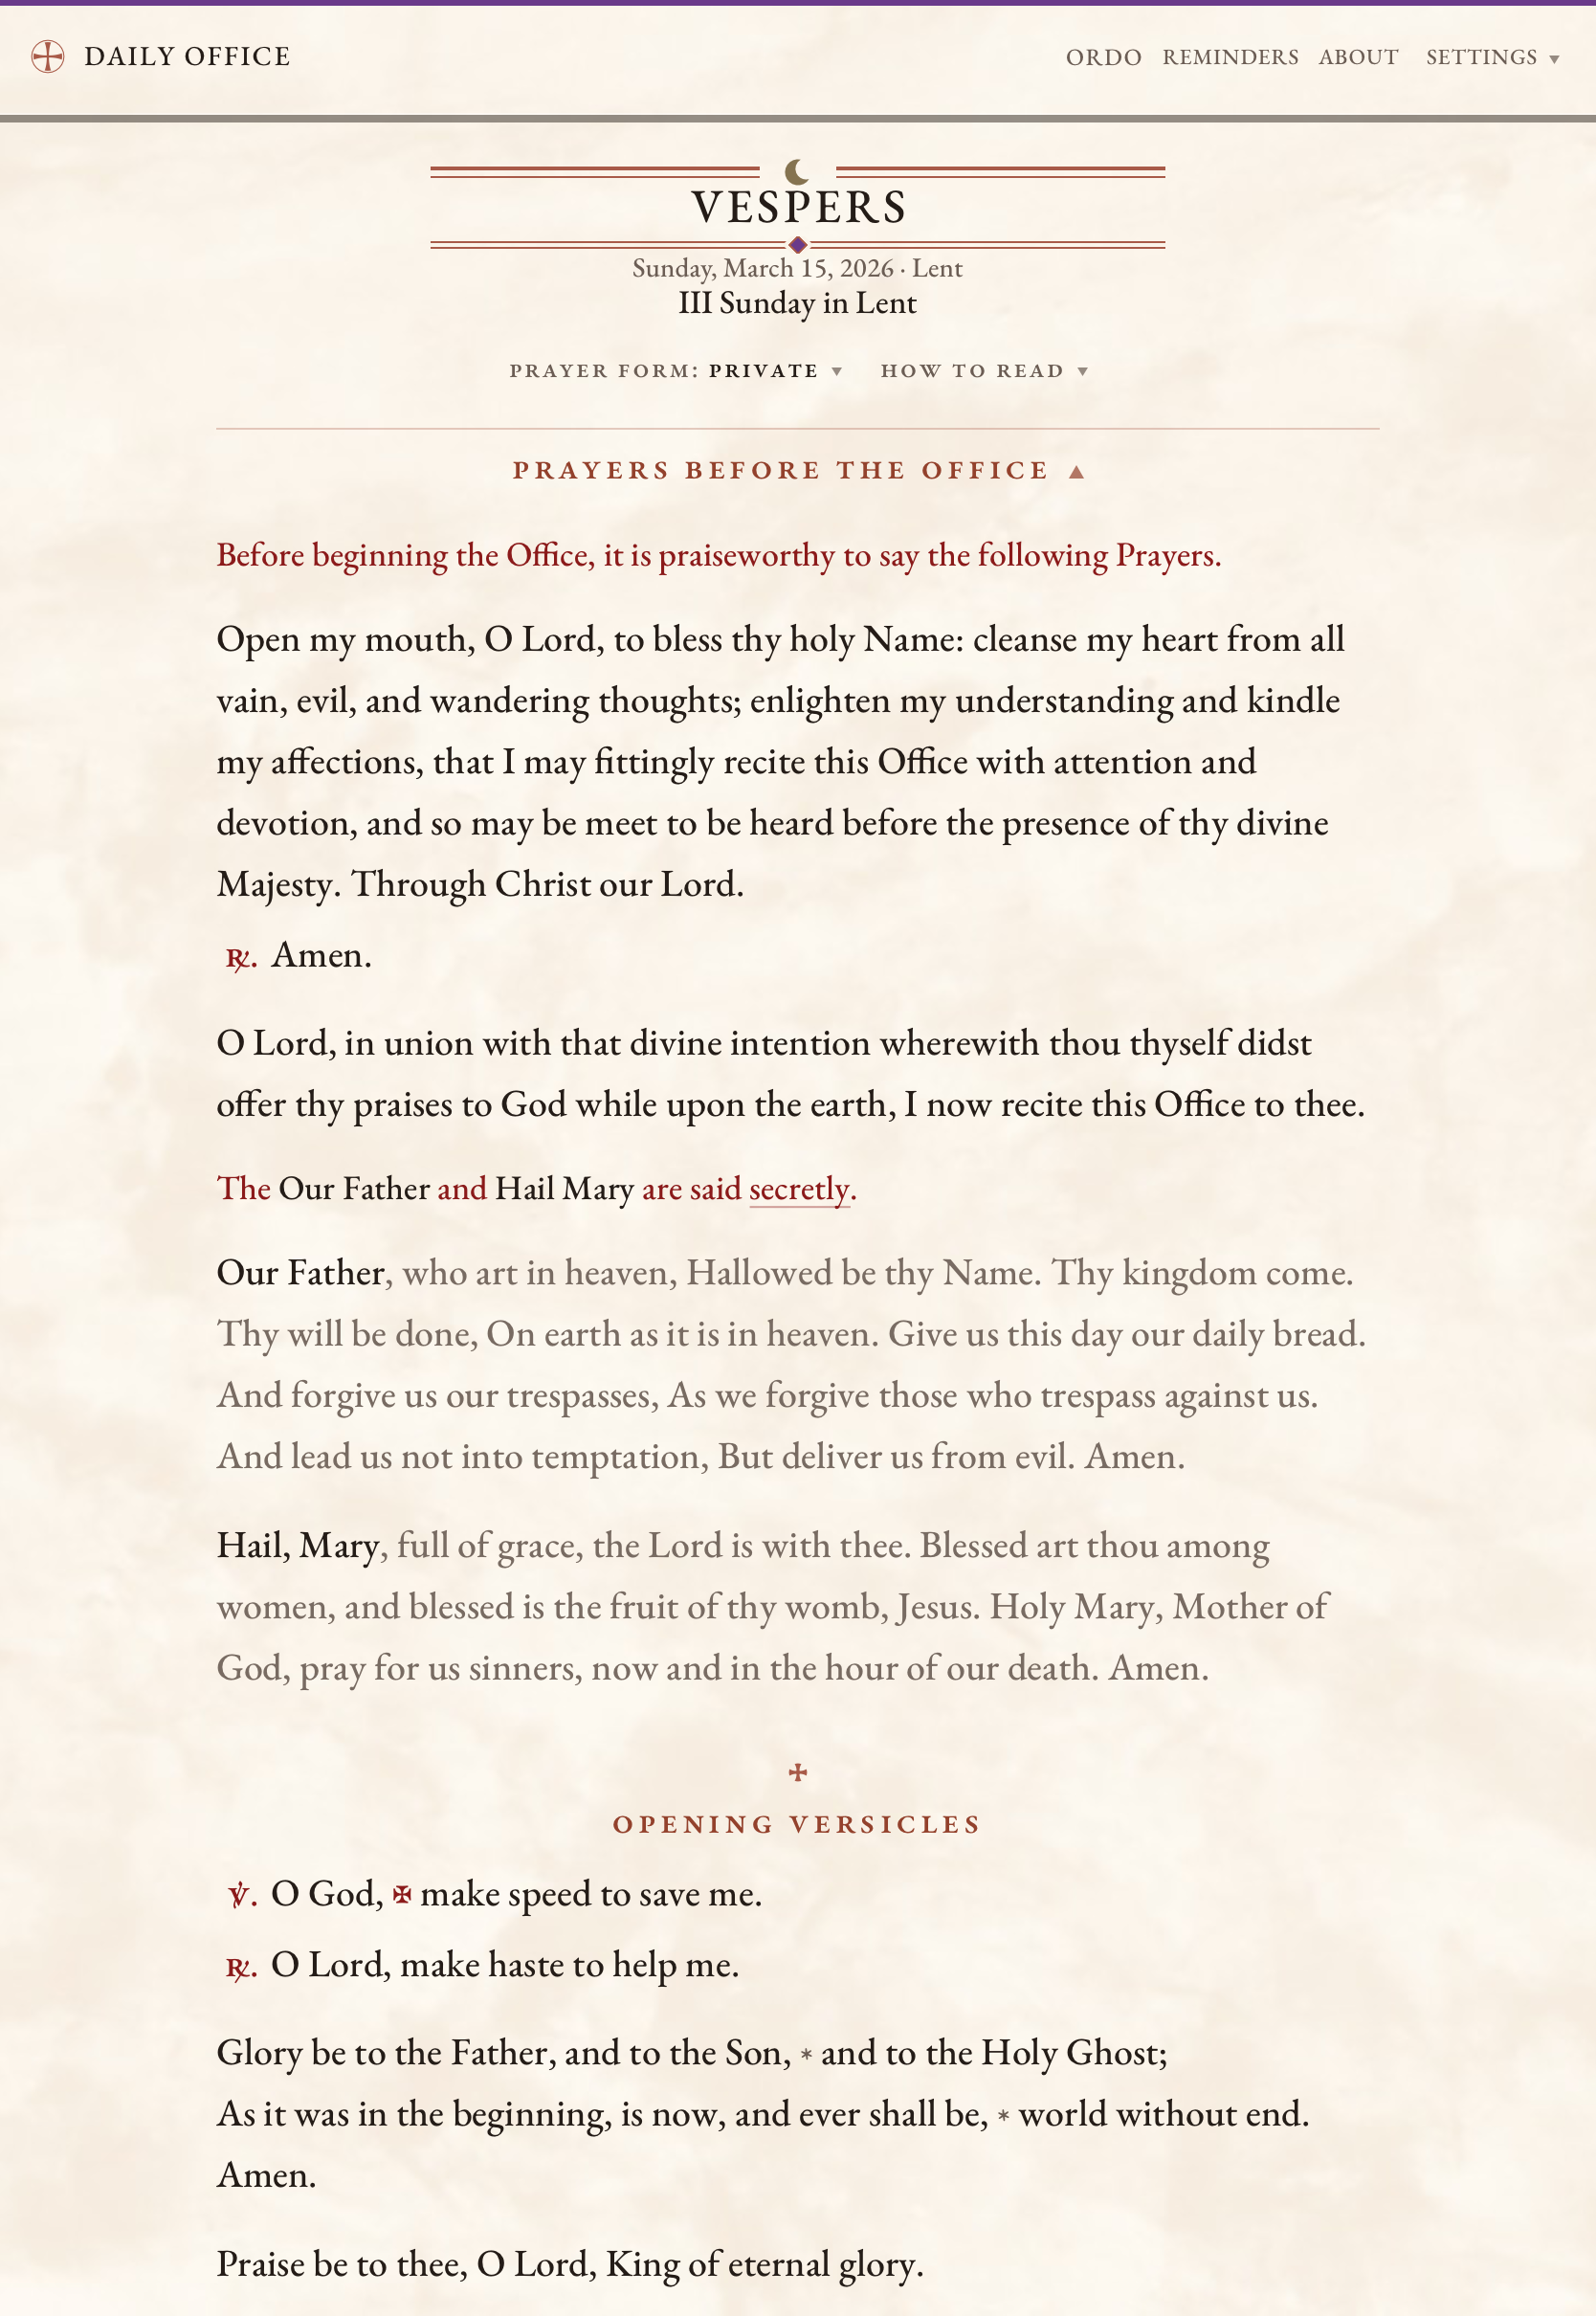 DAILY OFFICE
ORDO REMINDERS ABOUT SETTINGS ▼
VESPERS
Sunday, March 15, 2026 · Lent
III Sunday in Lent
PRAYER FORM: PRIVATE ▼ HOW TO READ ▼
PRAYERS BEFORE THE OFFICE ▲
Before beginning the Office, it is praiseworthy to say the following Prayers.
Open my mouth, O Lord, to bless thy holy Name: cleanse my heart from all
vain, evil, and wandering thoughts; enlighten my understanding and kindle
my affections, that I may fittingly recite this Office with attention and
devotion, and so may be meet to be heard before the presence of thy divine
Majesty. Through Christ our Lord.
℟. Amen.
O Lord, in union with that divine intention wherewith thou thyself didst
offer thy praises to God while upon the earth, I now recite this Office to thee.
The Our Father and Hail Mary are said secretly.
Our Father, who art in heaven, Hallowed be thy Name. Thy kingdom come.
Thy will be done, On earth as it is in heaven. Give us this day our daily bread.
And forgive us our trespasses, As we forgive those who trespass against us.
And lead us not into temptation, But deliver us from evil. Amen.
Hail, Mary, full of grace, the Lord is with thee. Blessed art thou among
women, and blessed is the fruit of thy womb, Jesus. Holy Mary, Mother of
God, pray for us sinners, now and in the hour of our death. Amen.
OPENING VERSICLES
℣. O God, ✠ make speed to save me.
℟. O Lord, make haste to help me.
Glory be to the Father, and to the Son, * and to the Holy Ghost;
As it was in the beginning, is now, and ever shall be, * world without end.
Amen.
Praise be to thee, O Lord, King of eternal glory.